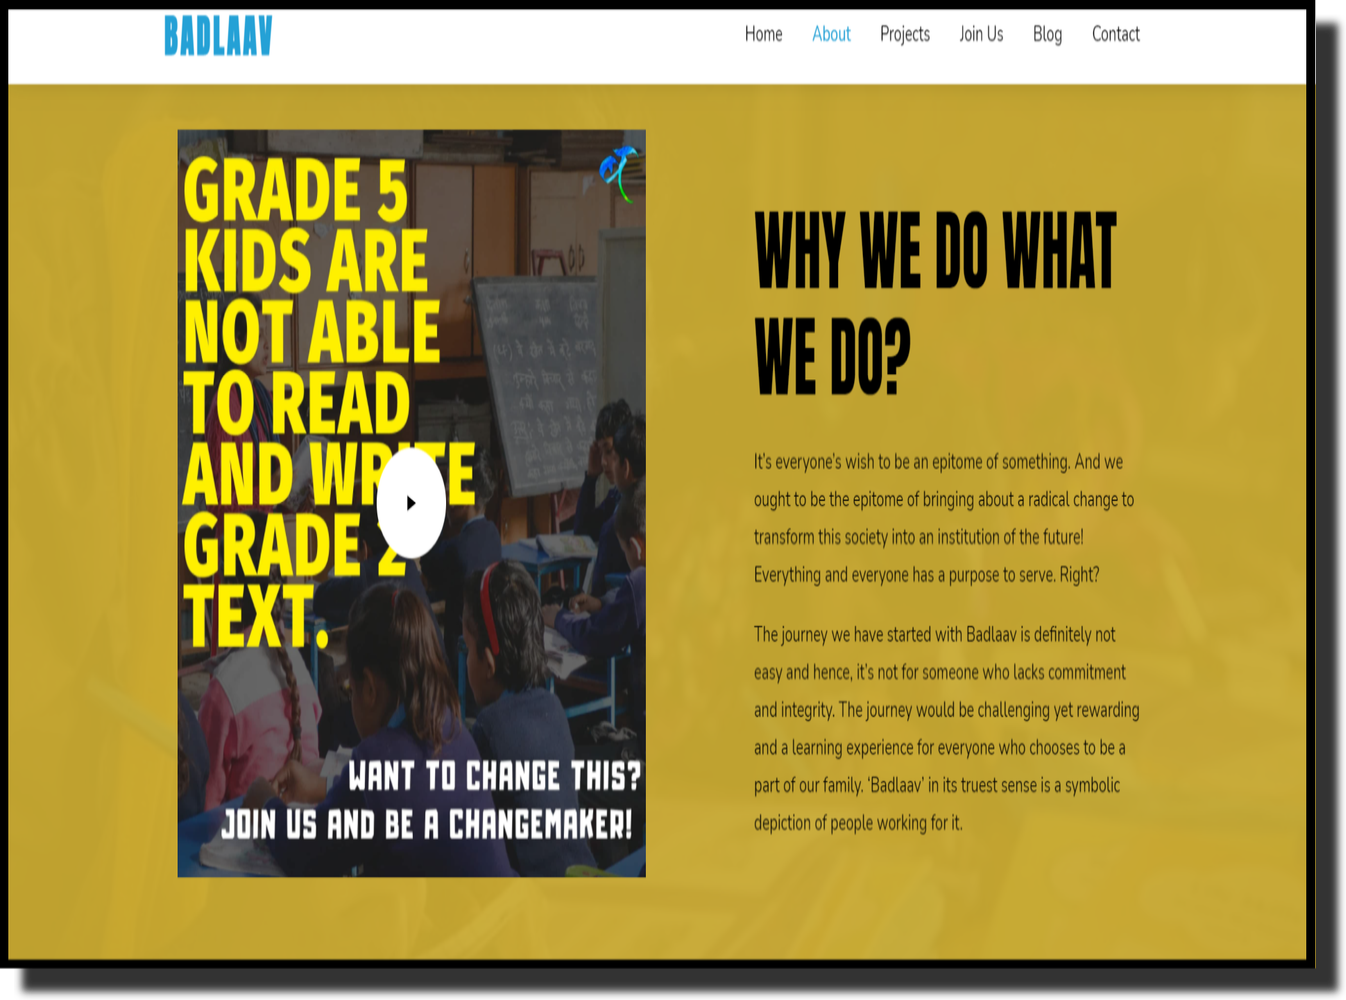 BADLAAV
Home About Projects Join Us Blog Contact
GRADE 5
KIDS ARE
NOT ABLE
TO READ
AND WRITE
GRADE 2
TEXT.
WANT TO CHANGE THIS?
JOIN US AND BE A CHANGEMAKER!
WHY WE DO WHAT
WE DO?
It's everyone's wish to be an epitome of something. And we
ought to be the epitome of bringing about a radical change to
transform this society into an institution of the future!
Everything and everyone has a purpose to serve. Right?
The journey we have started with Badlaav is definitely not
easy and hence, it's not for someone who lacks commitment
and integrity. The journey would be challenging yet rewarding
and a learning experience for everyone who chooses to be a
part of our family. ‘Badlaav’ in its truest sense is a symbolic
depiction of people working for it.